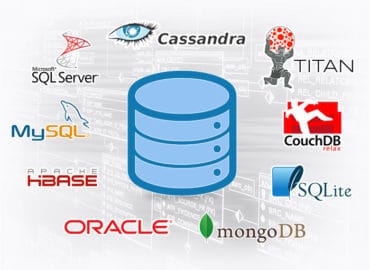 Cassandra
Microsoft
SQL Server
TITAN
MySQL
CouchDB
relax
APACHE
HBASE
SQLite
ORACLE
mongoDB